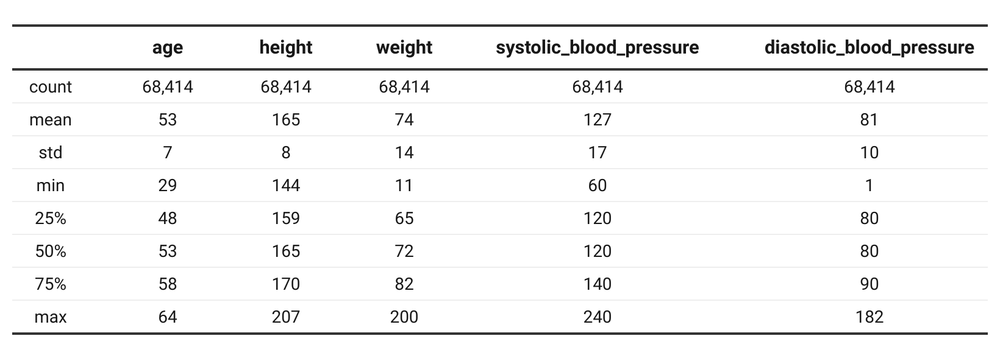 age height weight systolic_blood_pressure diastolic_blood_pressure
count 68,414 68,414 68,414 68,414 68,414
mean 53 165 74 127 81
std 7 8 14 17 10
min 29 144 11 60 1
25% 48 159 65 120 80
50% 53 165 72 120 80
75% 58 170 82 140 90
max 64 207 200 240 182